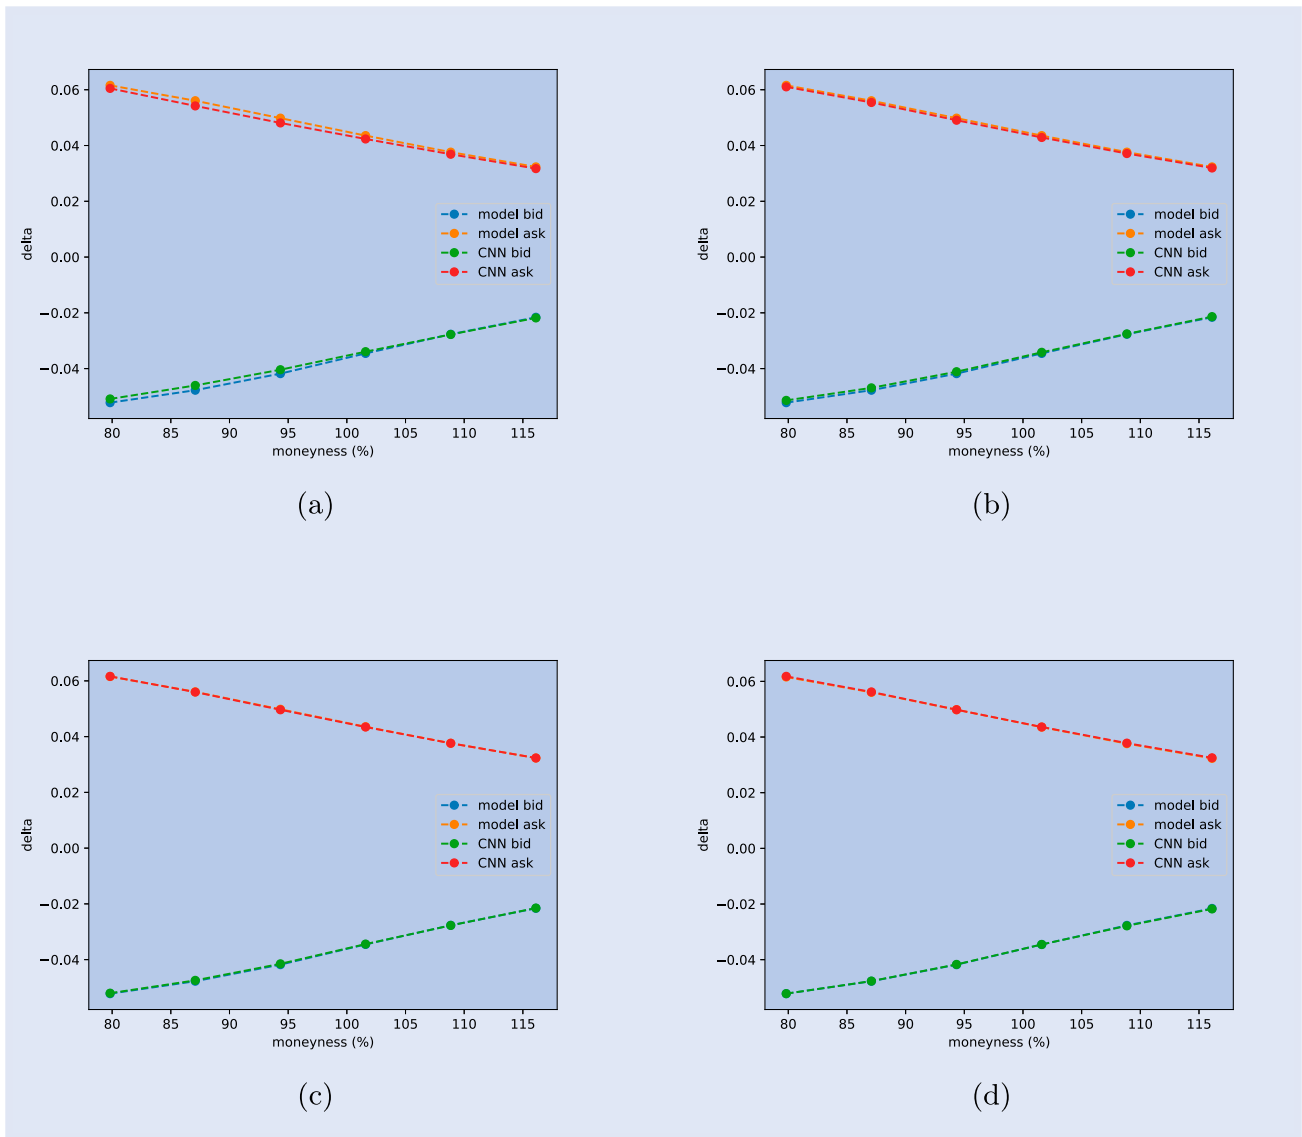 0.06
0.04
0.02
0.00
−0.02
−0.04
delta
model bid
model ask
CNN bid
CNN ask
80 85 90 95 100 105 110 115
moneyness (%)
(a)
0.06
0.04
0.02
0.00
−0.02
−0.04
delta
model bid
model ask
CNN bid
CNN ask
80 85 90 95 100 105 110 115
moneyness (%)
(b)
0.06
0.04
0.02
0.00
−0.02
−0.04
delta
model bid
model ask
CNN bid
CNN ask
80 85 90 95 100 105 110 115
moneyness (%)
(c)
0.06
0.04
0.02
0.00
−0.02
−0.04
delta
model bid
model ask
CNN bid
CNN ask
80 85 90 95 100 105 110 115
moneyness (%)
(d)